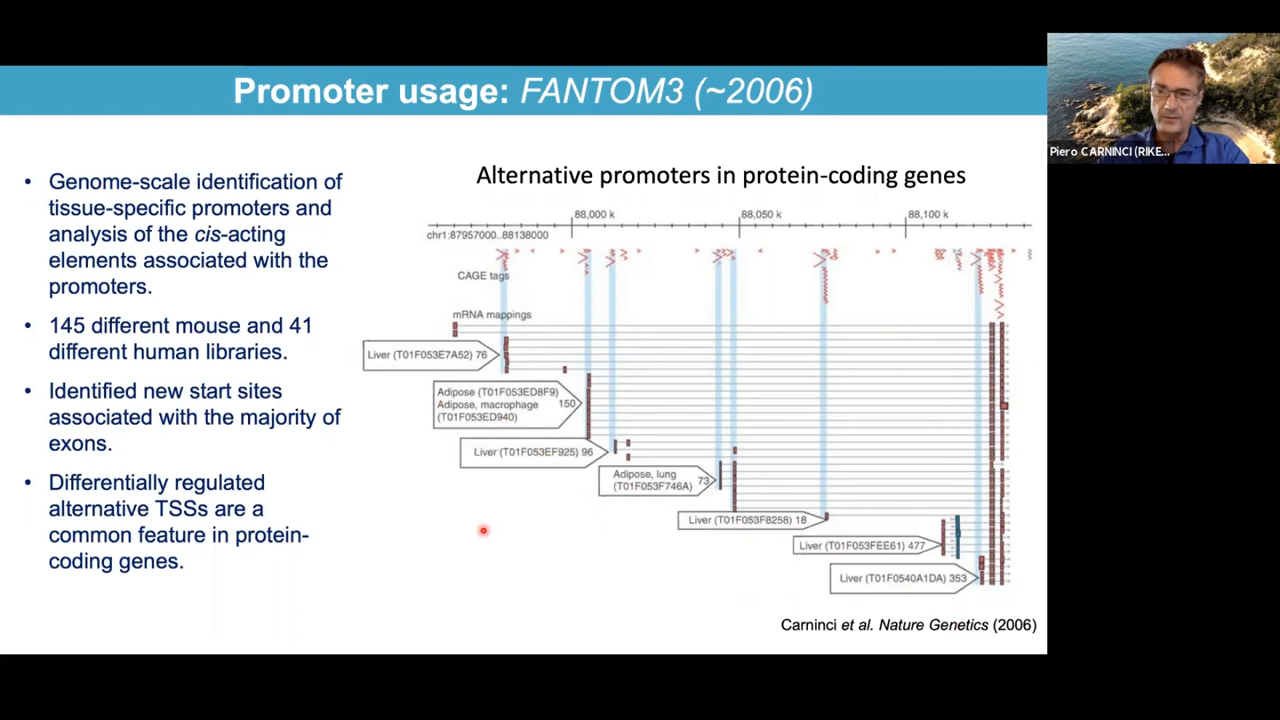 Promoter usage: FANTOM3 (~2006)
Piero CARNINCI (RIKE...
• Genome-scale identification of
tissue-specific promoters and
analysis of the cis-acting
elements associated with the
promoters.
• 145 different mouse and 41
different human libraries.
• Identified new start sites
associated with the majority of
exons.
• Differentially regulated
alternative TSSs are a
common feature in protein-
coding genes.
Alternative promoters in protein-coding genes
88,000 k
88,050 k
88,100 k
chr1:87957000..88138000
CAGE tags
mRNA mappings
Liver (T01F053E7A52) 76
Adipose (T01F053ED8F9)
Adipose, macrophage 150
(T01F053ED940)
Liver (T01F053EF925) 96
Adipose, lung 73
(T01F053F746A)
Liver (T01F053F8258) 18
Liver (T01F053FEE61) 477
Liver (T01F0540A1DA) 353
Carninci et al. Nature Genetics (2006)